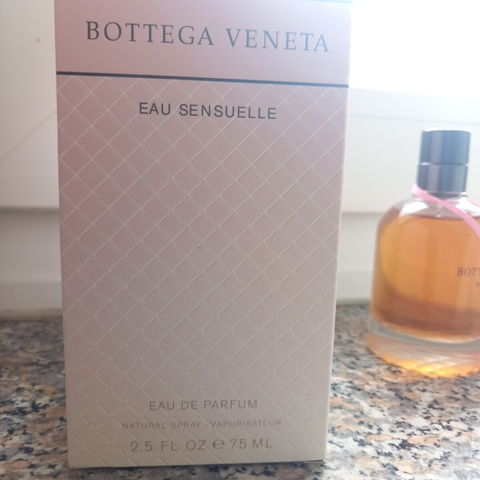 BOTTEGA VENETA
EAU SENSUELLE
EAU DE PARFUM
NATURAL SPRAY · VAPORISATEUR
2.5 FL OZ ℮ 75 ML